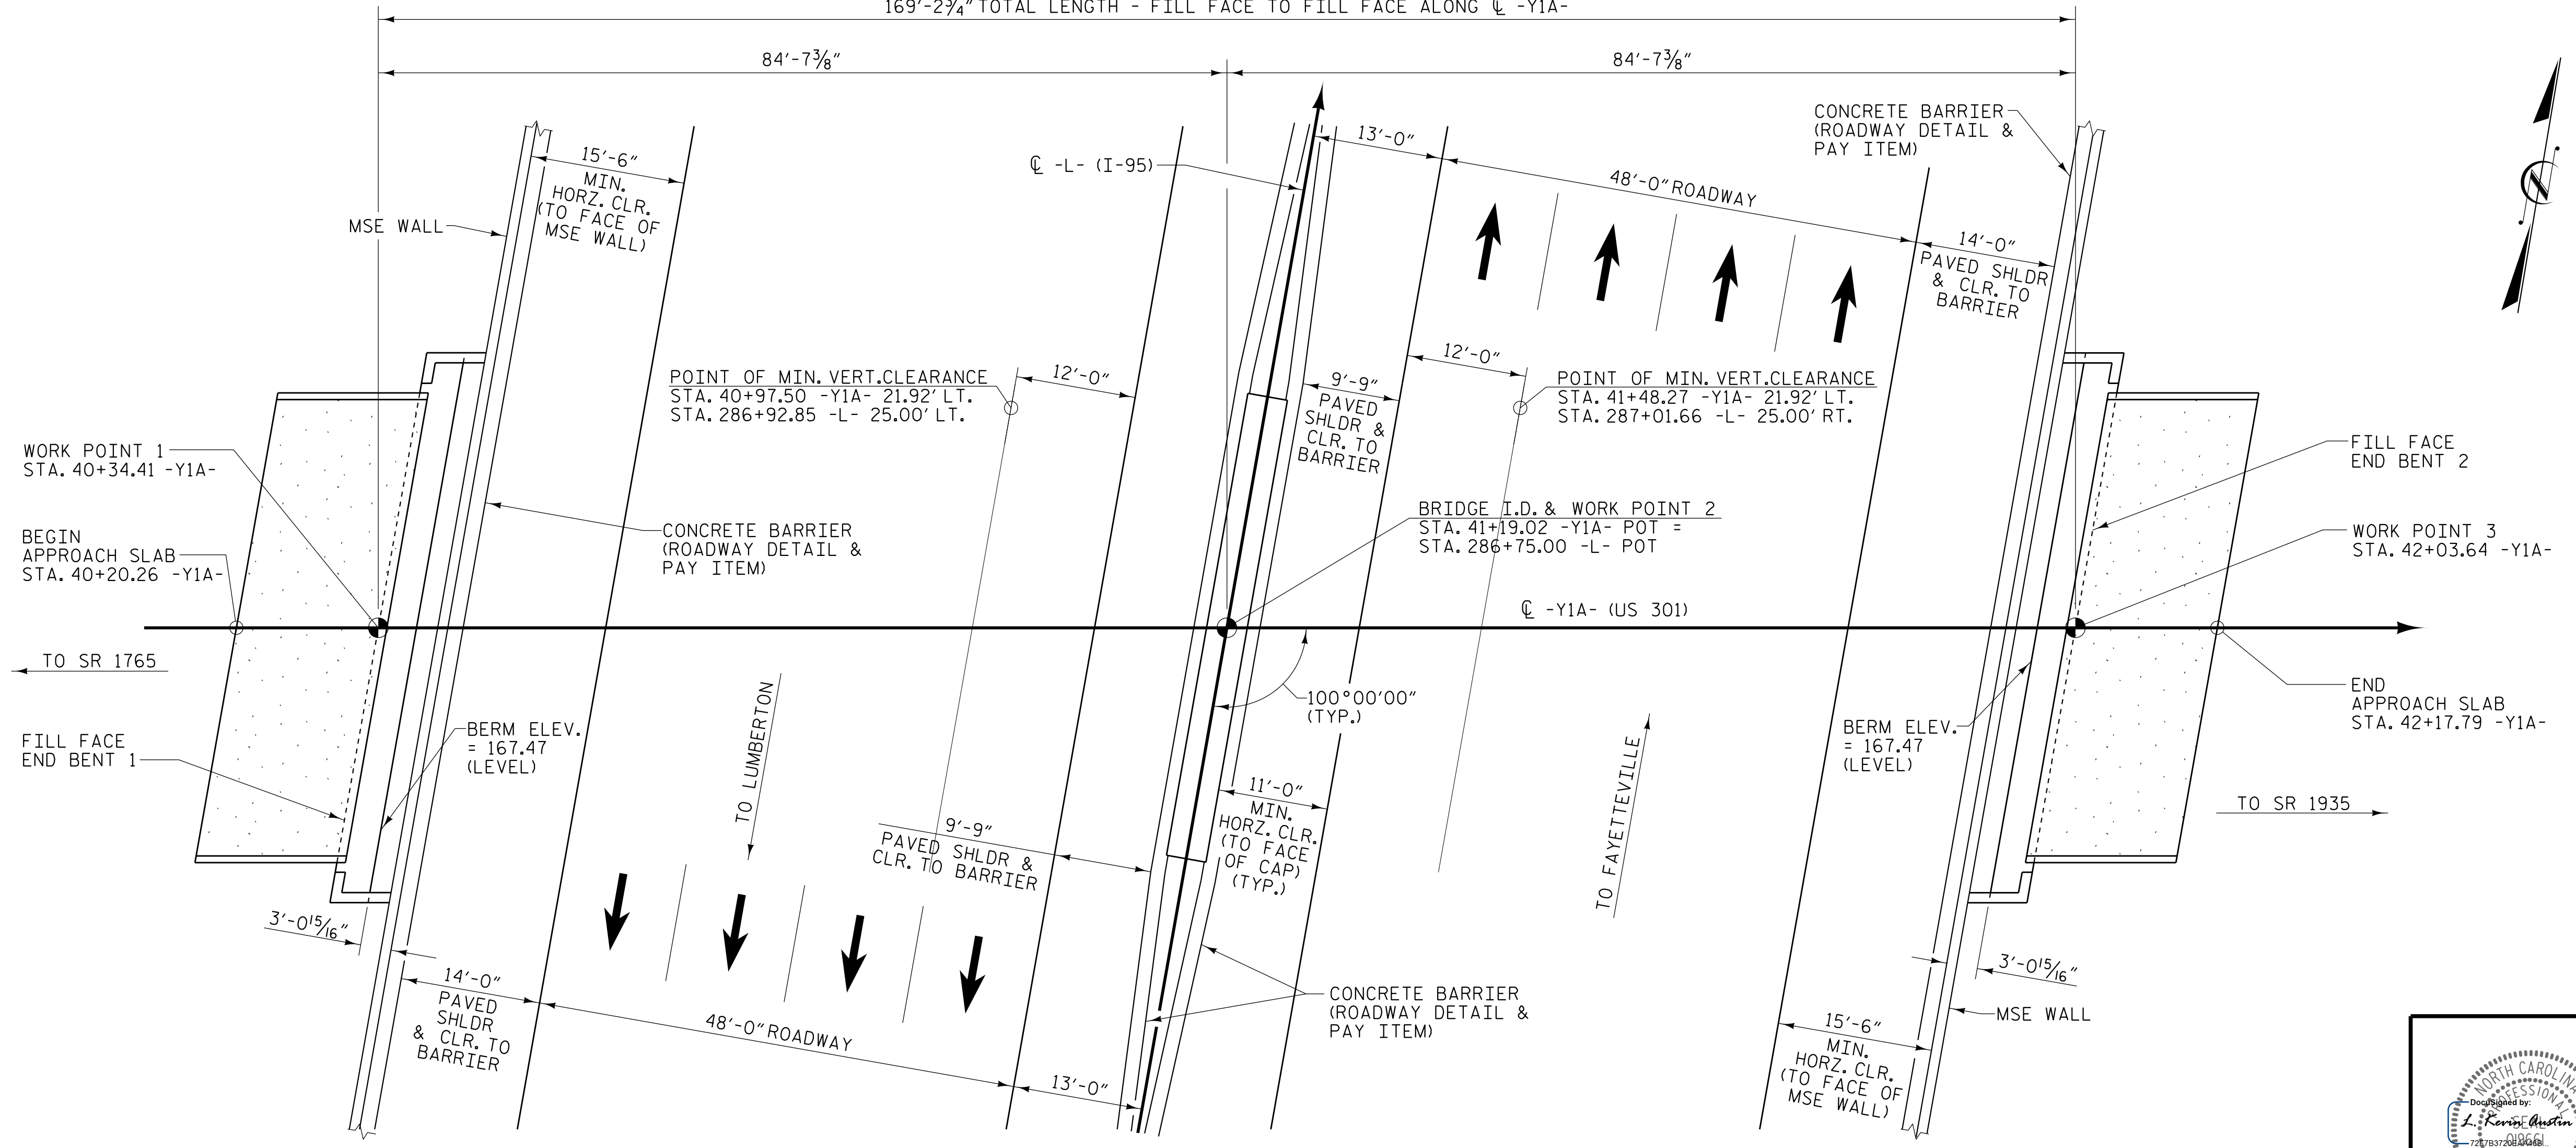 169'-2¾" TOTAL LENGTH - FILL FACE TO FILL FACE ALONG ℄ -Y1A-
84'-7⅜"
84'-7⅜"
CONCRETE BARRIER
(ROADWAY DETAIL &
PAY ITEM)
13'-0"
15'-6"
MIN.
HORZ. CLR.
(TO FACE OF
MSE WALL)
℄ -L- (I-95)
48'-0" ROADWAY
MSE WALL
14'-0"
PAVED SHLDR
& CLR. TO
BARRIER
POINT OF MIN. VERT. CLEARANCE
STA. 40+97.50 -Y1A- 21.92' LT.
STA. 286+92.85 -L- 25.00' LT.
12'-0"
12'-0"
9'-9"
PAVED
SHLDR &
CLR. TO
BARRIER
POINT OF MIN. VERT. CLEARANCE
STA. 41+48.27 -Y1A- 21.92' LT.
STA. 287+01.66 -L- 25.00' RT.
WORK POINT 1
STA. 40+34.41 -Y1A-
FILL FACE
END BENT 2
BEGIN
APPROACH SLAB
STA. 40+20.26 -Y1A-
CONCRETE BARRIER
(ROADWAY DETAIL &
PAY ITEM)
BRIDGE I.D. & WORK POINT 2
STA. 41+19.02 -Y1A- POT =
STA. 286+75.00 -L- POT
WORK POINT 3
STA. 42+03.64 -Y1A-
℄ -Y1A- (US 301)
TO SR 1765
100°00'00"
(TYP.)
END
APPROACH SLAB
STA. 42+17.79 -Y1A-
FILL FACE
END BENT 1
BERM ELEV.
= 167.47
(LEVEL)
TO LUMBERTON
BERM ELEV.
= 167.47
(LEVEL)
TO FAYETTEVILLE
11'-0"
MIN.
HORZ. CLR.
(TO FACE
OF CAP)
(TYP.)
TO SR 1935
9'-9"
PAVED SHLDR &
CLR. TO BARRIER
3'-0 15/16"
14'-0"
PAVED
SHLDR
& CLR. TO
BARRIER
48'-0" ROADWAY
13'-0"
CONCRETE BARRIER
(ROADWAY DETAIL &
PAY ITEM)
3'-0 15/16"
MSE WALL
15'-6"
MIN.
HORZ. CLR.
(TO FACE OF
MSE WALL)
NORTH CAROLINA
PROFESSIONAL
DocuSigned by:
L. Kevin Austin
SEAL